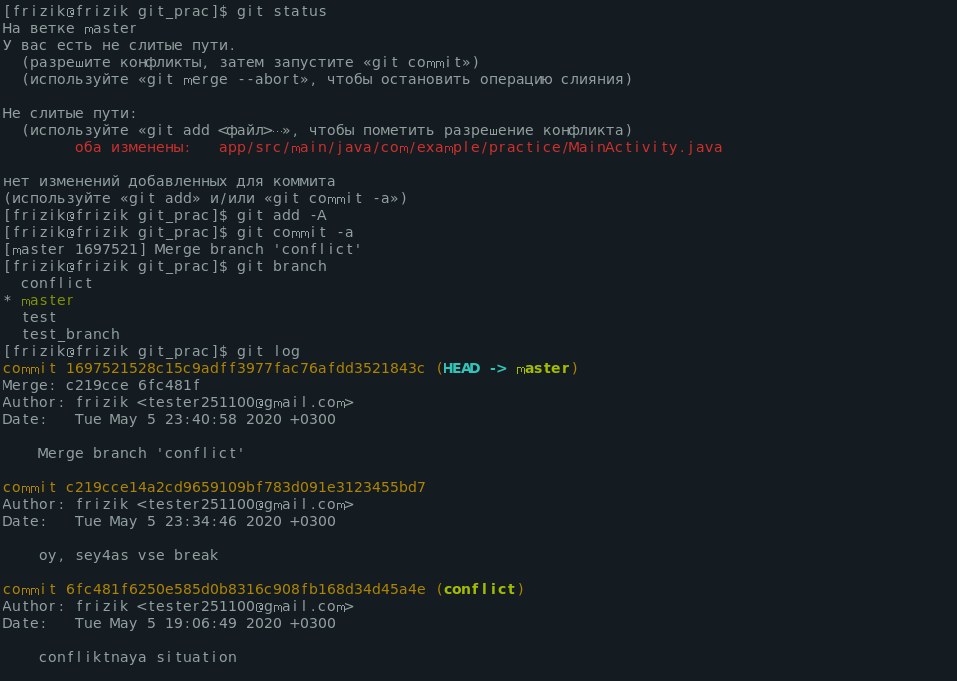 [frizik@frizik git_prac]$ git status
На ветке master
У вас есть не слитые пути.
  (разрешите конфликты, затем запустите «git commit»)
  (используйте «git merge --abort», чтобы остановить операцию слияния)

Не слитые пути:
  (используйте «git add <файл>…», чтобы пометить разрешение конфликта)
        оба изменены:   app/src/main/java/com/example/practice/MainActivity.java

нет изменений добавленных для коммита
(используйте «git add» и/или «git commit -a»)
[frizik@frizik git_prac]$ git add -A
[frizik@frizik git_prac]$ git commit -a
[master 1697521] Merge branch 'conflict'
[frizik@frizik git_prac]$ git branch
  conflict
* master
  test
  test_branch
[frizik@frizik git_prac]$ git log
commit 1697521528c15c9adff3977fac76afdd3521843c (HEAD -> master)
Merge: c219cce 6fc481f
Author: frizik <tester251100@gmail.com>
Date:   Tue May 5 23:40:58 2020 +0300

    Merge branch 'conflict'

commit c219cce14a2cd9659109bf783d091e3123455bd7
Author: frizik <tester251100@gmail.com>
Date:   Tue May 5 23:34:46 2020 +0300

    oy, sey4as vse break

commit 6fc481f6250e585d0b8316c908fb168d34d45a4e (conflict)
Author: frizik <tester251100@gmail.com>
Date:   Tue May 5 19:06:49 2020 +0300

    confliktnaya situation